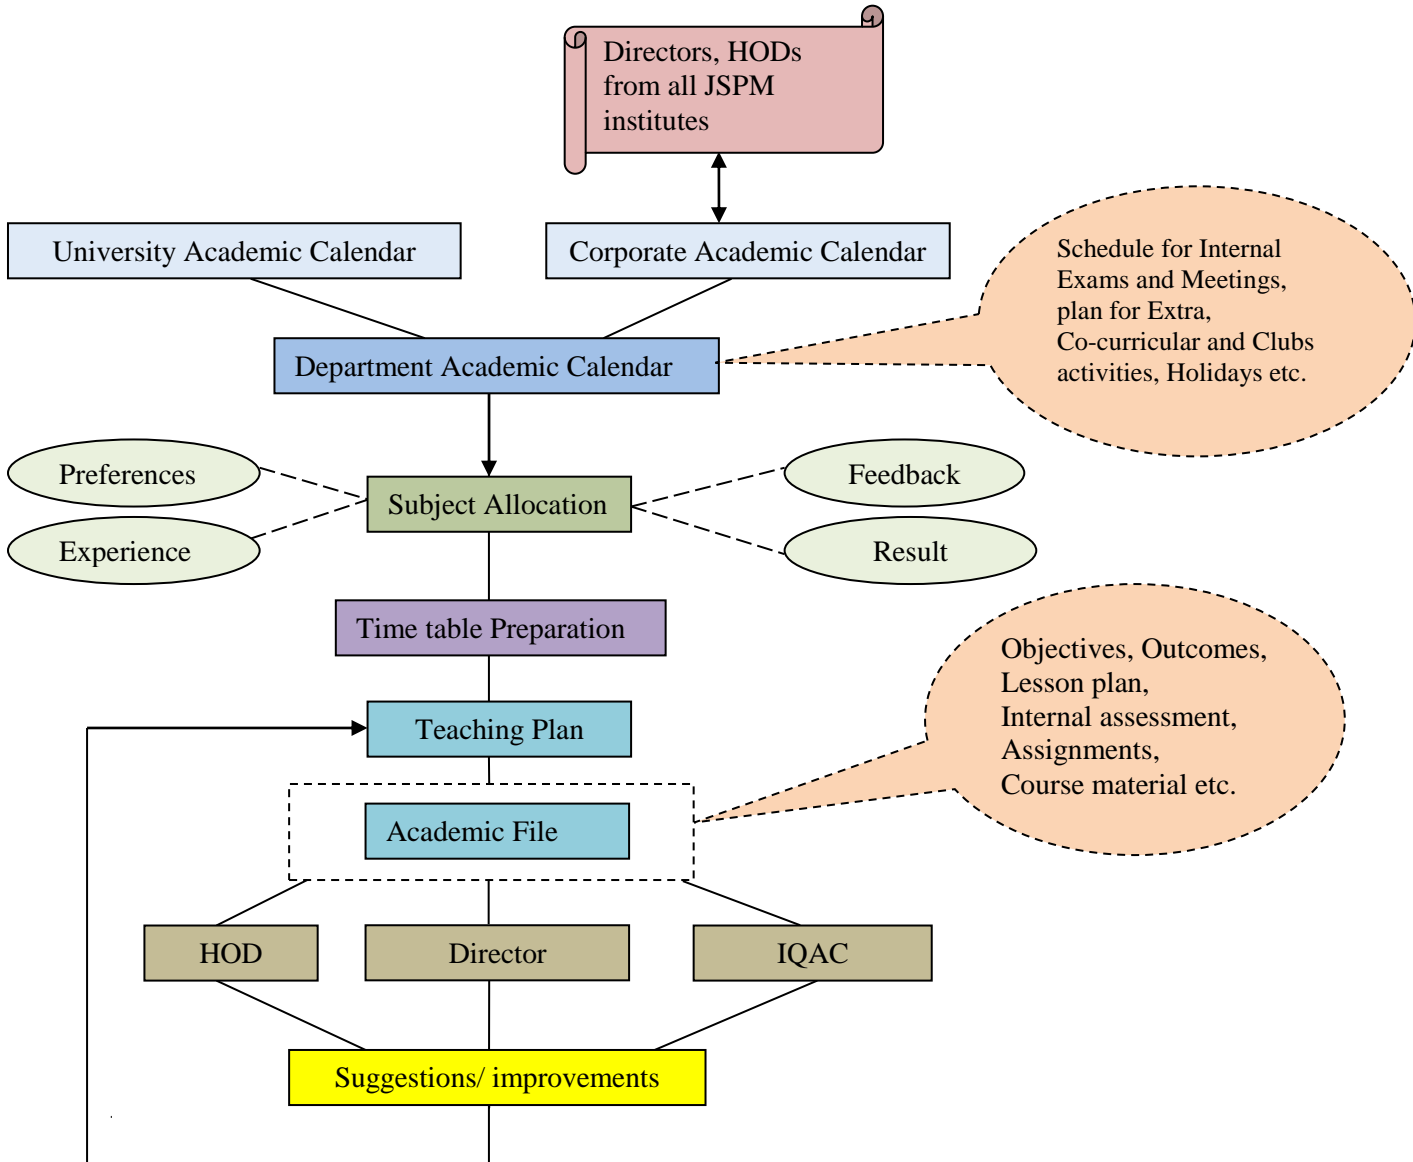 Directors, HODs
from all JSPM
institutes
University Academic Calendar
Corporate Academic Calendar
Schedule for Internal
Exams and Meetings,
plan for Extra,
Co-curricular and Clubs
activities, Holidays etc.
Department Academic Calendar
Preferences
Feedback
Subject Allocation
Experience
Result
Time table Preparation
Objectives, Outcomes,
Lesson plan,
Internal assessment,
Assignments,
Course material etc.
Teaching Plan
Academic File
HOD
Director
IQAC
Suggestions/ improvements